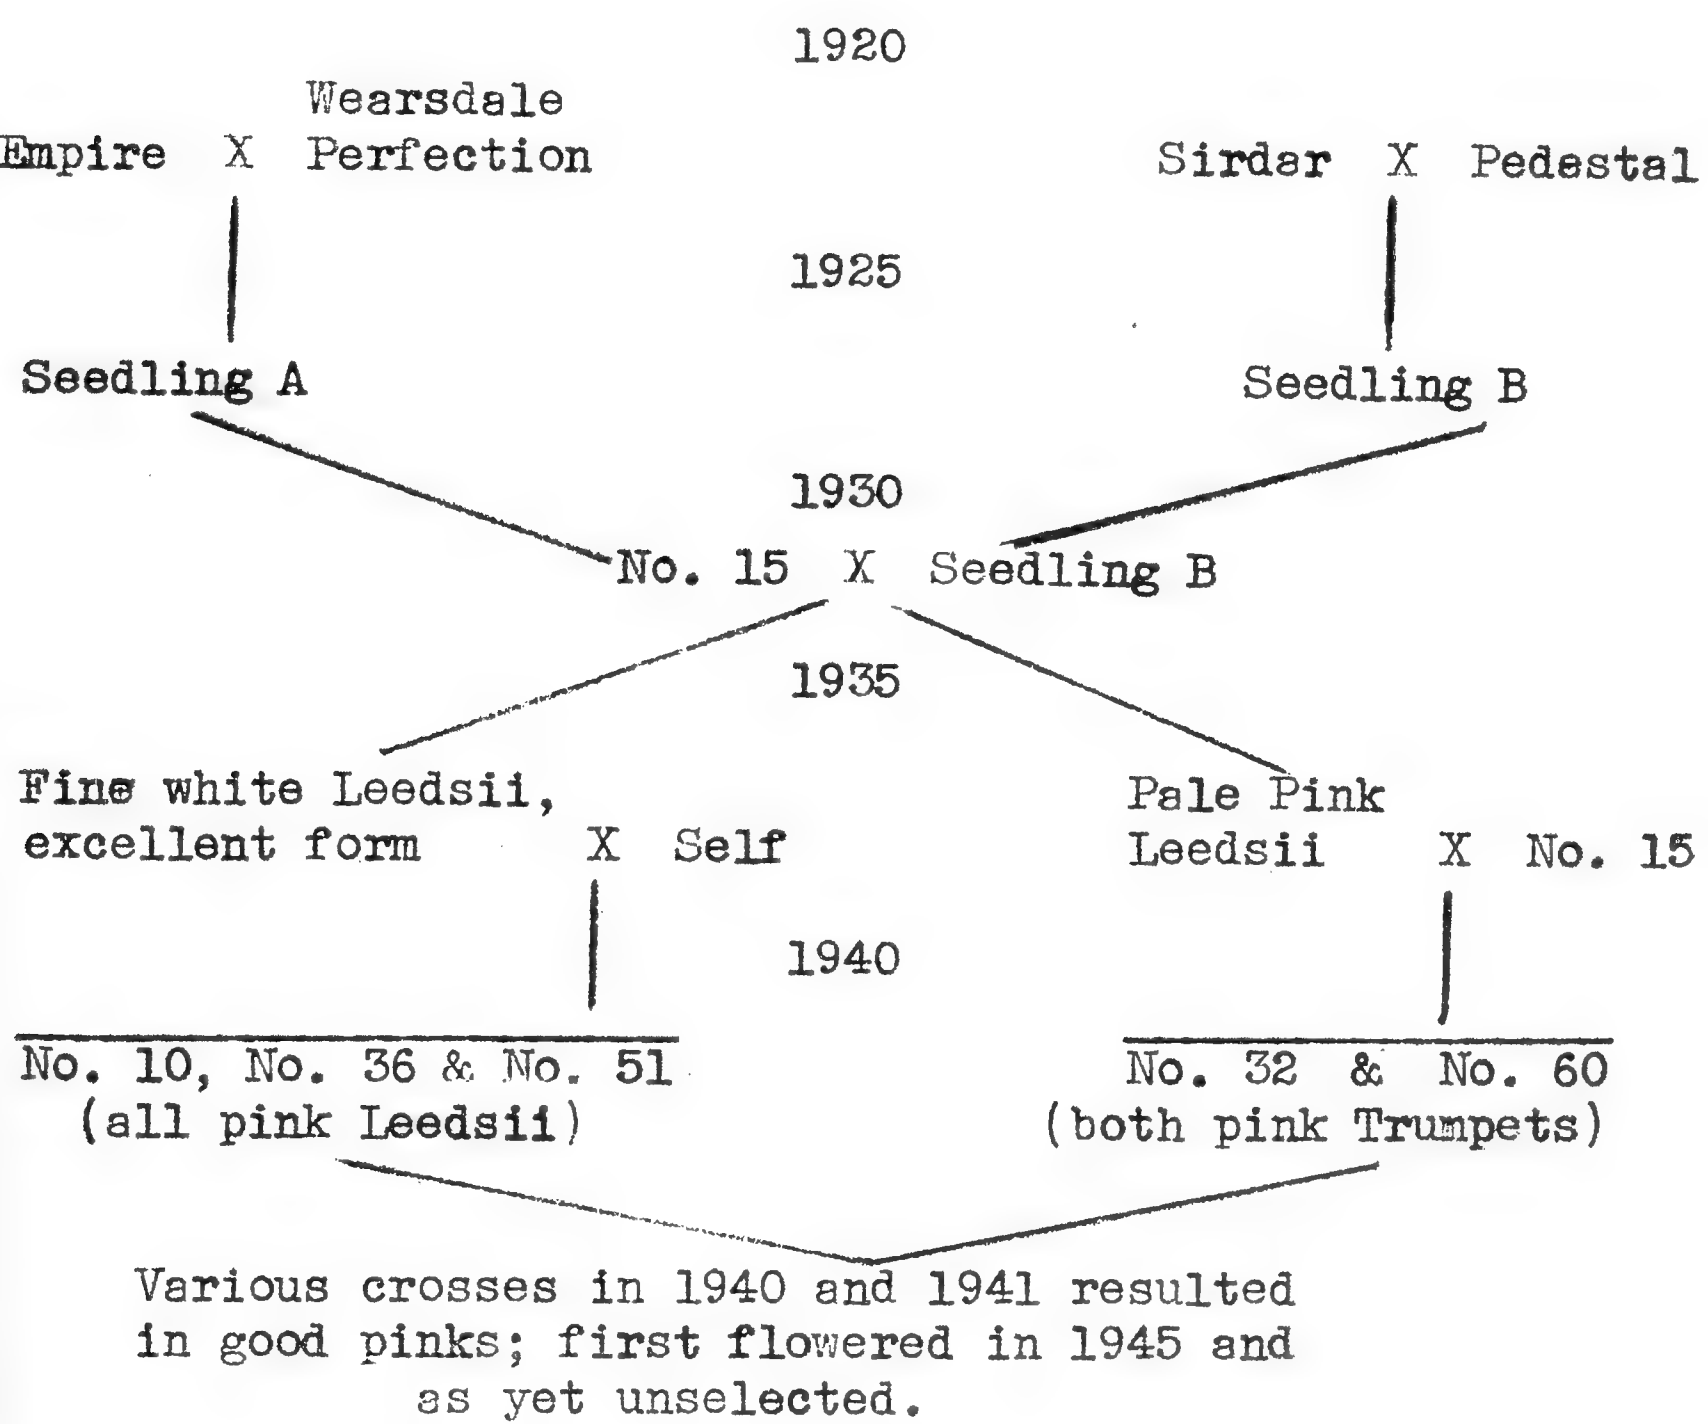 1920
Wearsdale
Empire X Perfection
Sirdar X Pedestal
1925
Seedling A
Seedling B
1930
No. 15 X Seedling B
1935
Fine white Leedsii,
excellent form X Self
Pale Pink
Leedsii X No. 15
1940
No. 10, No. 36 & No. 51
(all pink Leedsii)
No. 32 & No. 60
(both pink Trumpets)
Various crosses in 1940 and 1941 resulted
in good pinks; first flowered in 1945 and
as yet unselected.